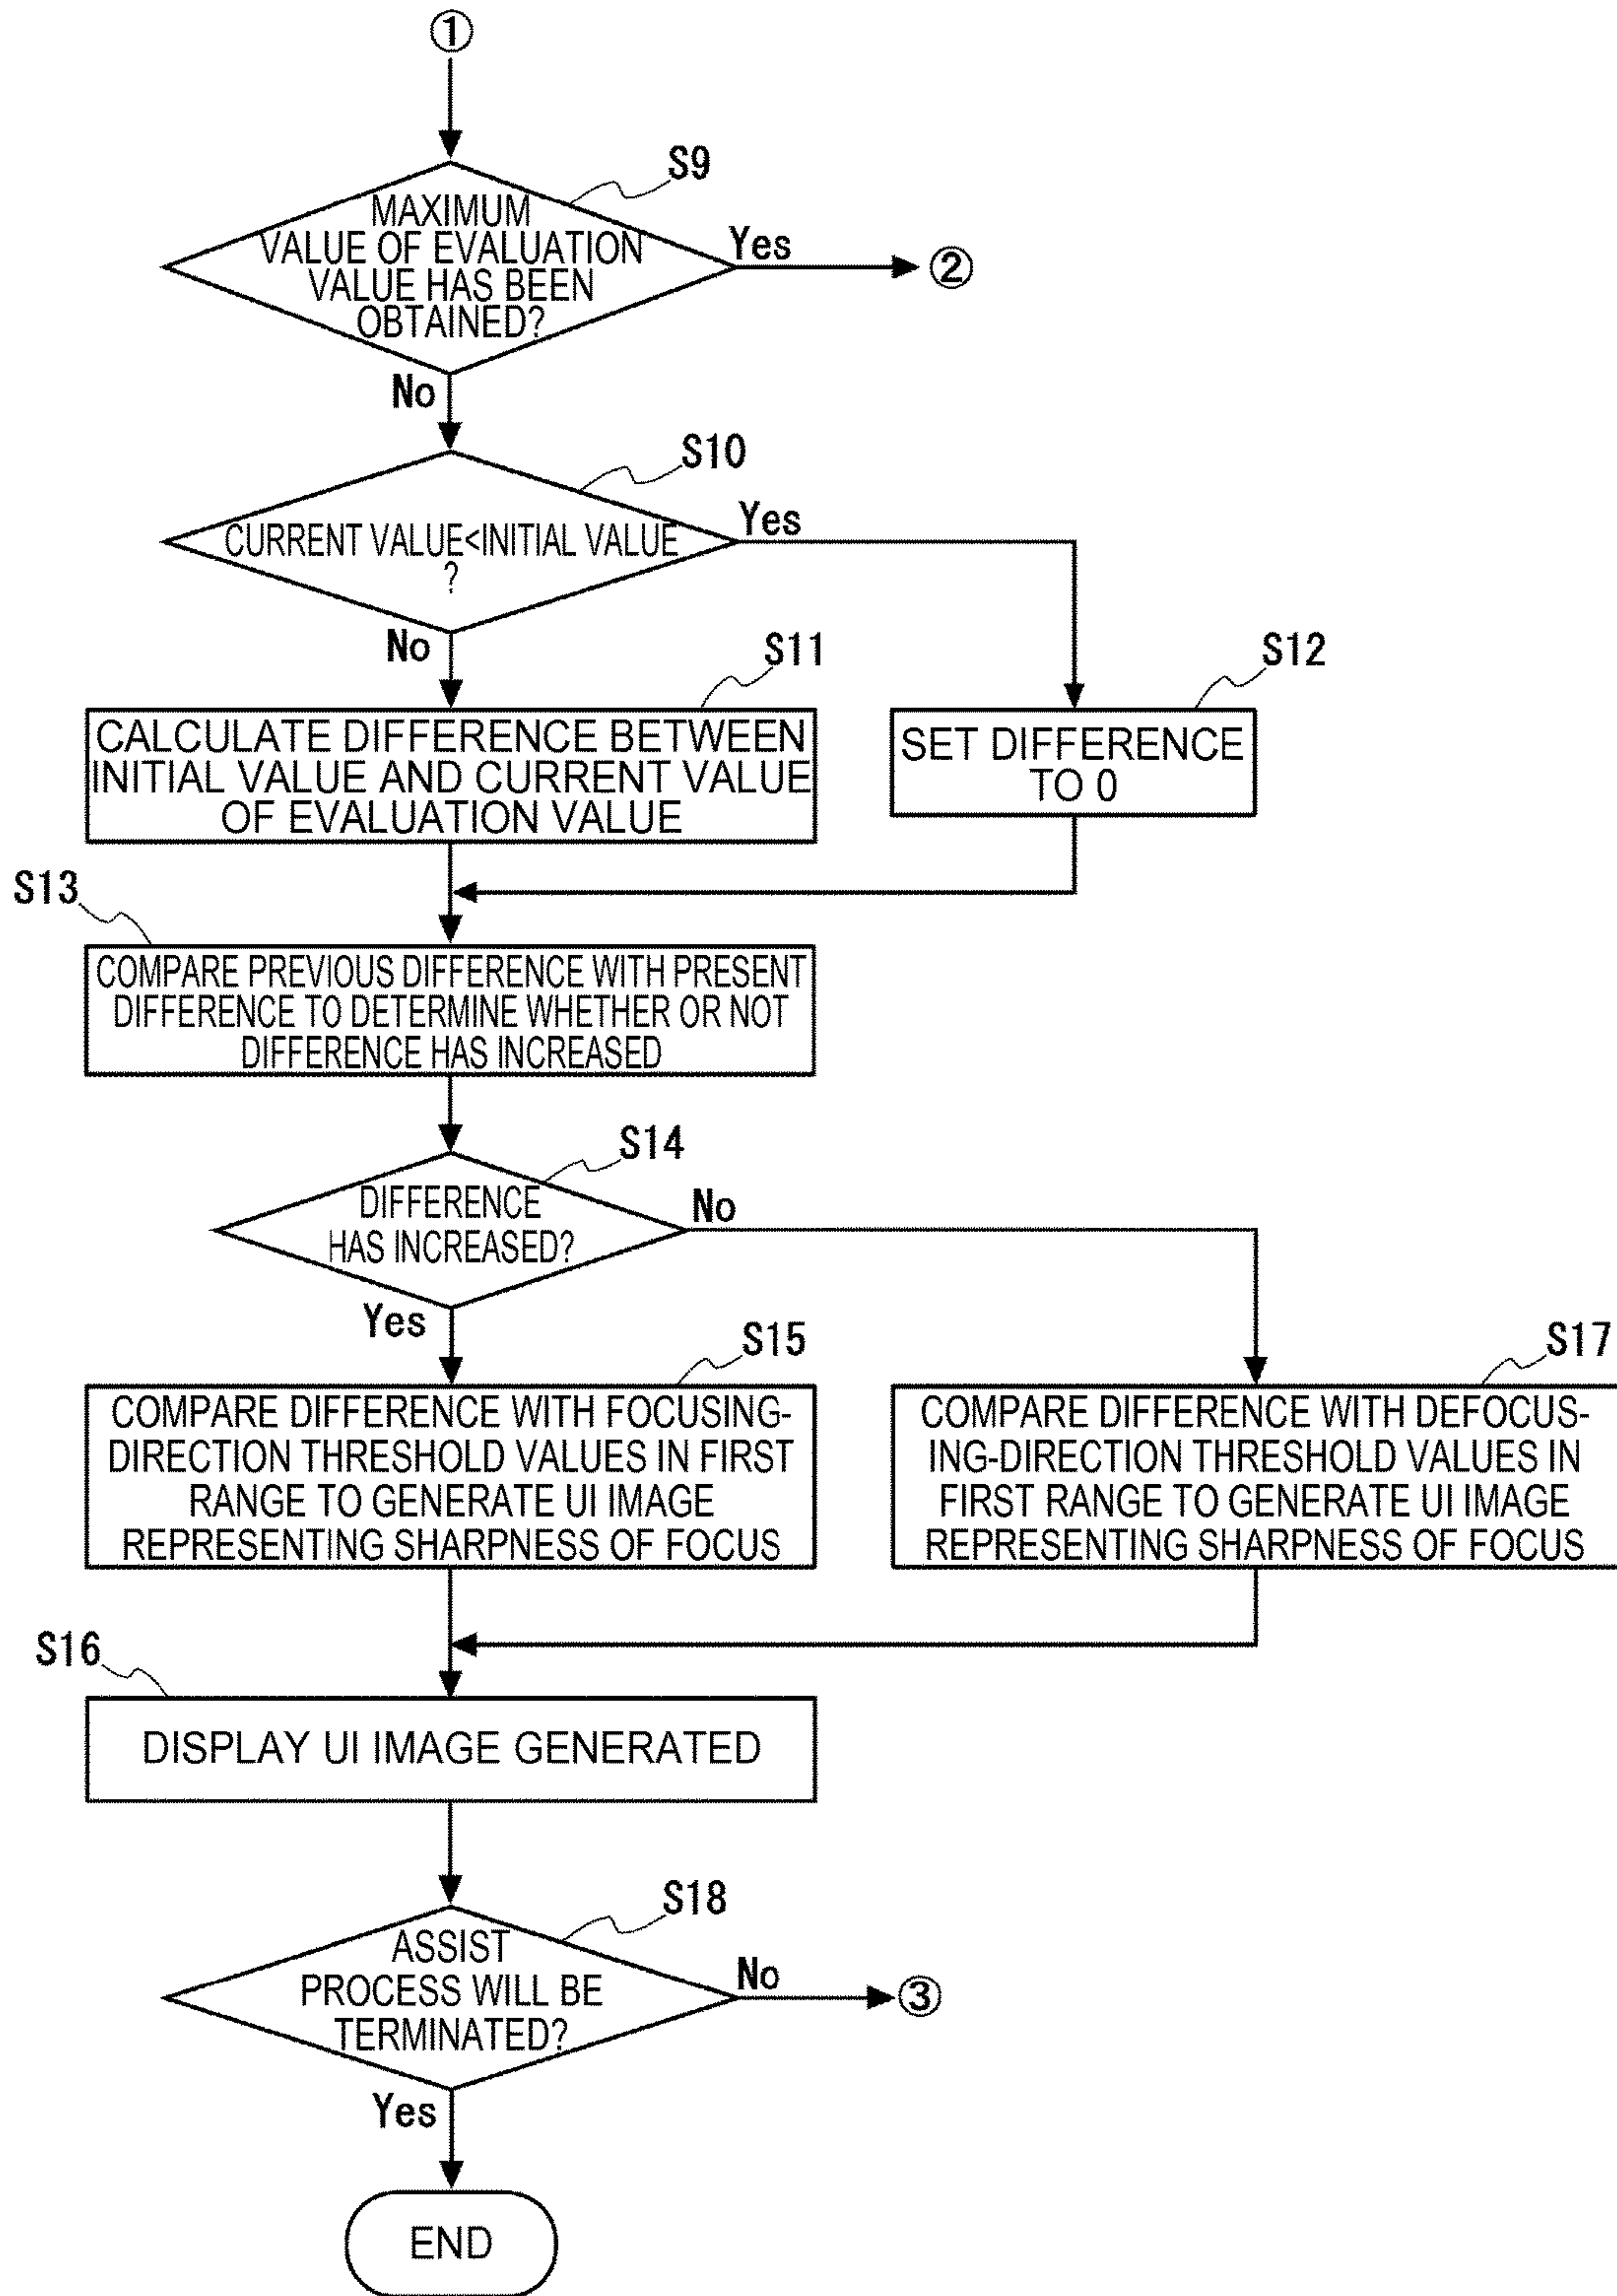 ①
S9
MAXIMUM
VALUE OF EVALUATION
VALUE HAS BEEN
OBTAINED?
Yes
②
No
S10
CURRENT VALUE<INITIAL VALUE
?
Yes
No
S11
CALCULATE DIFFERENCE BETWEEN
INITIAL VALUE AND CURRENT VALUE
OF EVALUATION VALUE
S12
SET DIFFERENCE
TO 0
S13
COMPARE PREVIOUS DIFFERENCE WITH PRESENT
DIFFERENCE TO DETERMINE WHETHER OR NOT
DIFFERENCE HAS INCREASED
S14
DIFFERENCE
HAS INCREASED?
No
Yes
S15
COMPARE DIFFERENCE WITH FOCUSING-
DIRECTION THRESHOLD VALUES IN FIRST
RANGE TO GENERATE UI IMAGE
REPRESENTING SHARPNESS OF FOCUS
S17
COMPARE DIFFERENCE WITH DEFOCUS-
ING-DIRECTION THRESHOLD VALUES IN
FIRST RANGE TO GENERATE UI IMAGE
REPRESENTING SHARPNESS OF FOCUS
S16
DISPLAY UI IMAGE GENERATED
S18
ASSIST
PROCESS WILL BE
TERMINATED?
No
③
Yes
END